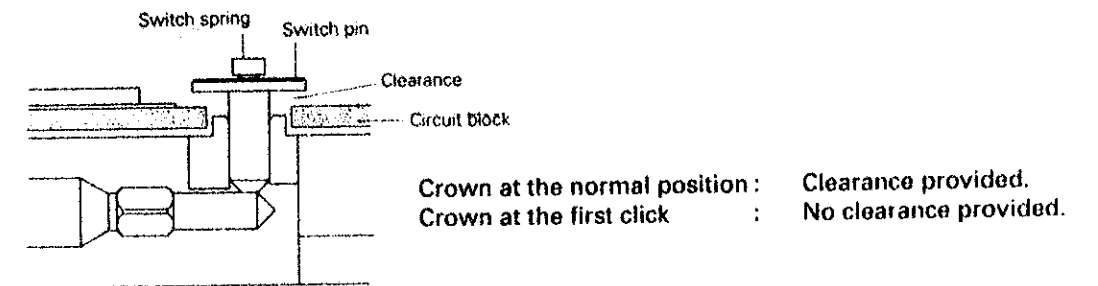 Switch spring
Switch pin
Clearance
Circuit block
Crown at the normal position : Clearance provided.
Crown at the first click : No clearance provided.